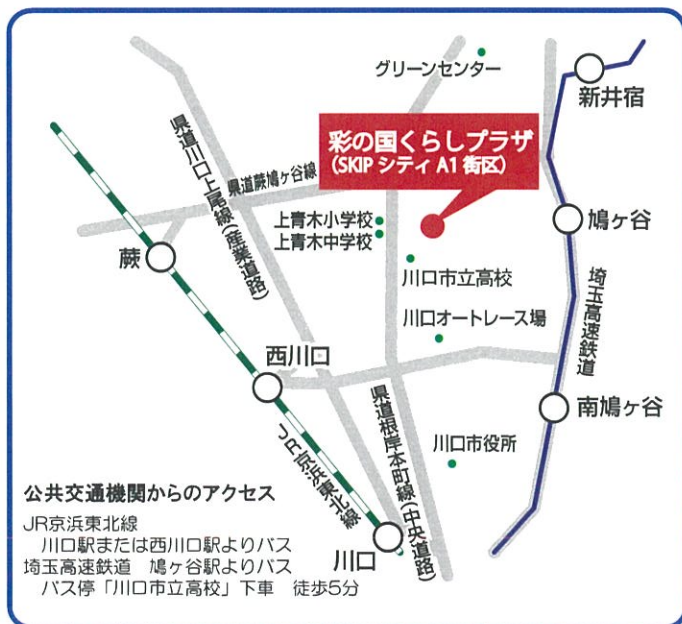 グリーンセンター
新井宿
彩の国くらしプラザ
(SKIPシティA1街区)
県道川口上尾線(産業道路)
県道蕨鳩ヶ谷線
上青木小学校
上青木中学校
鳩ヶ谷
蕨
川口市立高校
埼玉高速鉄道
川口オートレース場
西川口
南鳩ヶ谷
県道根岸本町線(中央道路)
JR京浜東北線
川口市役所
川口
公共交通機関からのアクセス
JR京浜東北線
川口駅または西川口駅よりバス
埼玉高速鉄道 鳩ヶ谷駅よりバス
バス停「川口市立高校」下車 徒歩5分